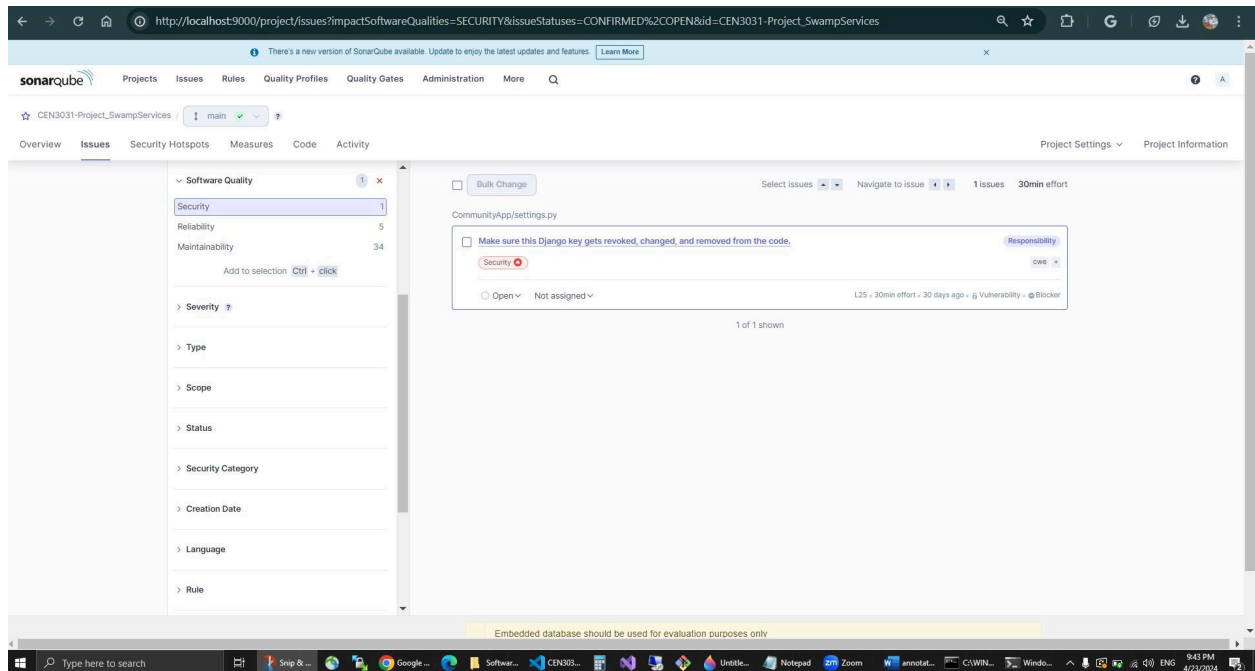 http://localhost:9000/project/issues?impactSoftwareQualities=SECURITY&issueStatuses=CONFIRMED%2COPEN&id=CEN3031-Project_SwampServices
There's a new version of SonarQube available. Update to enjoy the latest updates and features. Learn More
sonarqube Projects Issues Rules Quality Profiles Quality Gates Administration More A
CEN3031-Project_SwampServices / main ?
Overview Issues Security Hotspots Measures Code Activity Project Settings Project Information
Software Quality 1
Security 1
Reliability 5
Maintainability 34
Add to selection Ctrl + click
Severity ?
Type
Scope
Status
Security Category
Creation Date
Language
Rule
Bulk Change Select issues Navigate to issue 1 issues 30min effort
CommunityApp/settings.py
Make sure this Django key gets revoked, changed, and removed from the code. Responsibility
Security cwe +
Open Not assigned L25 • 30min effort • 30 days ago • Vulnerability • Blocker
1 of 1 shown
Embedded database should be used for evaluation purposes only
Type here to search Snip & ... Google ... Softwar... CEN303... Untitle... Notepad zm Zoom annotat... C:\WIN... Windo... ENG 9:43 PM
4/23/2024